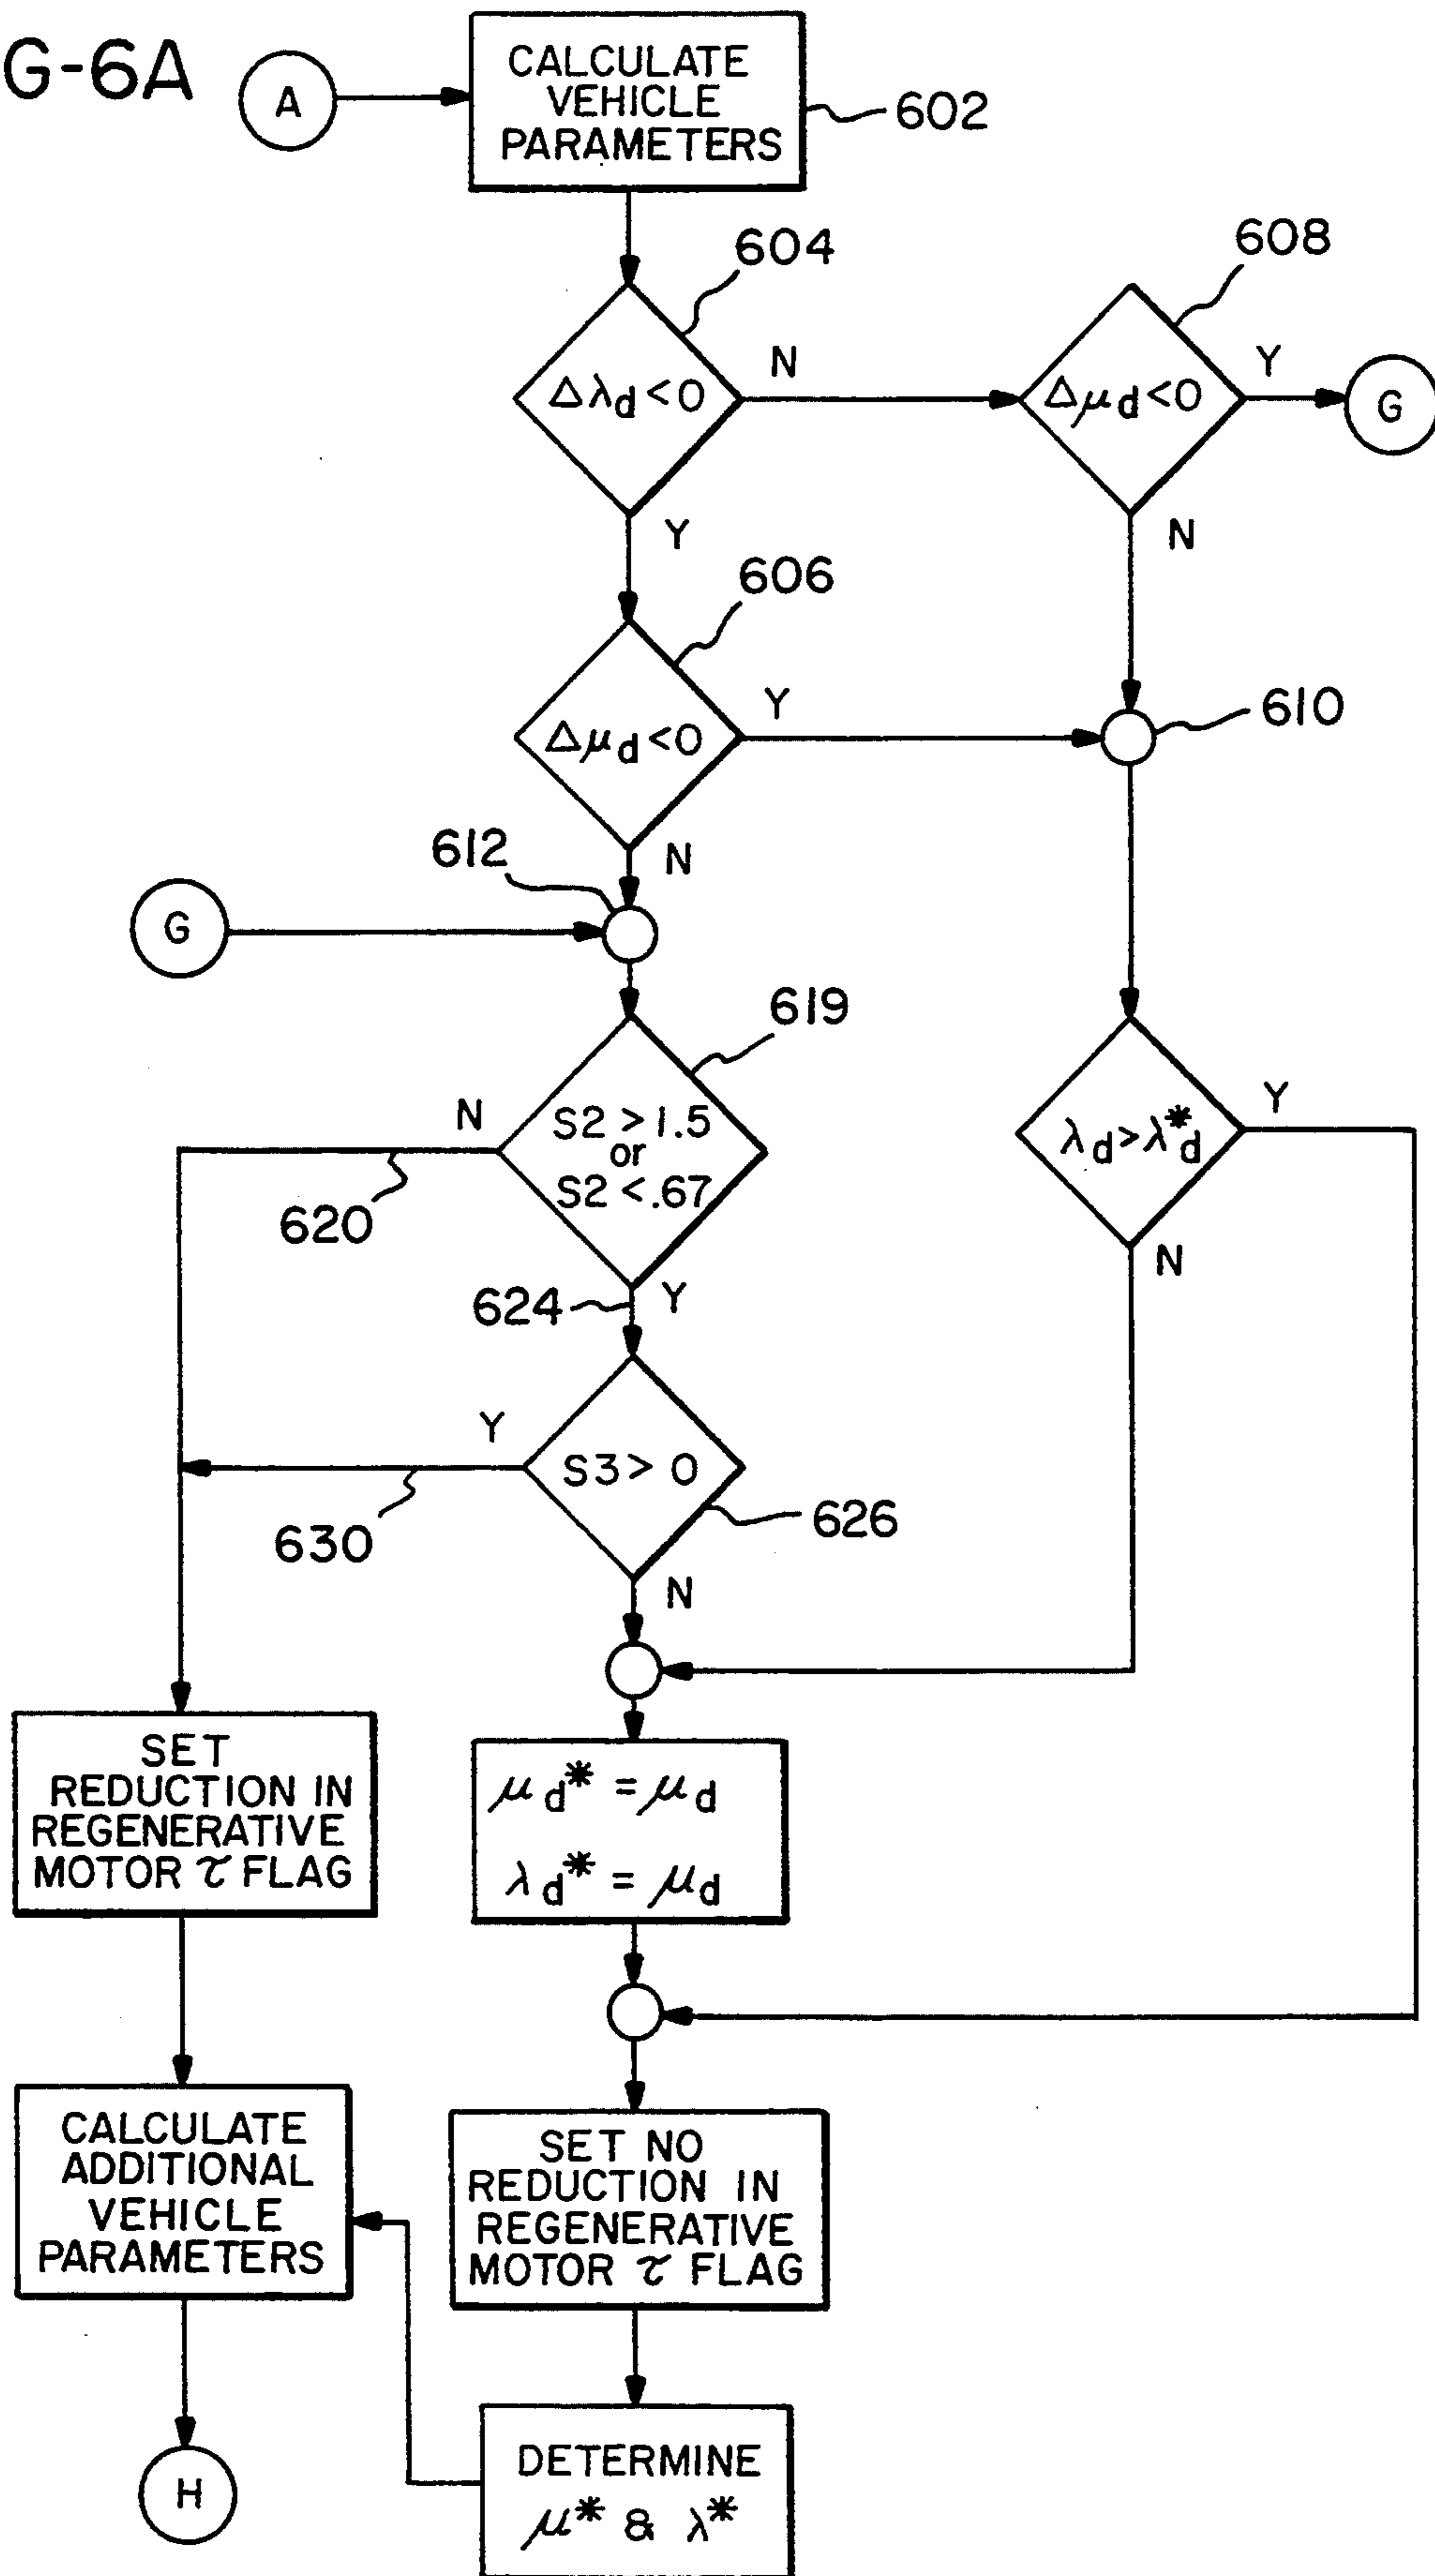 G-6A
A
CALCULATE
VEHICLE
PARAMETERS
602
604
608
Δλd<0
N
Δμd<0
Y
G
Y
N
606
Δμd<0
Y
610
612
N
G
619
N
S2>1.5
or
S2<.67
λd>λ*d
Y
620
N
624
Y
Y
S3>0
630
626
N
SET
REDUCTION IN
REGENERATIVE
MOTOR τ FLAG
μd* = μd
λd* = μd
CALCULATE
ADDITIONAL
VEHICLE
PARAMETERS
SET NO
REDUCTION IN
REGENERATIVE
MOTOR τ FLAG
DETERMINE
μ* & λ*
H